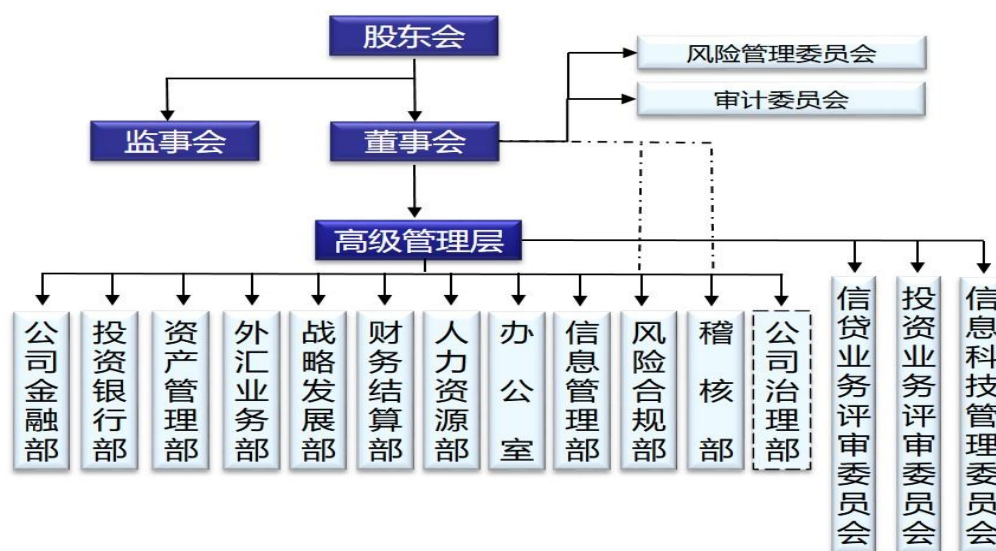 股东会
风险管理委员会
审计委员会
监事会
董事会
高级管理层
公司金融部
投资银行部
资产管理部
外汇业务部
战略发展部
财务结算部
人力资源部
办公室
信息管理部
风险合规部
稽核部
公司治理部
信贷业务评审委员会
投资业务评审委员会
信息科技管理委员会